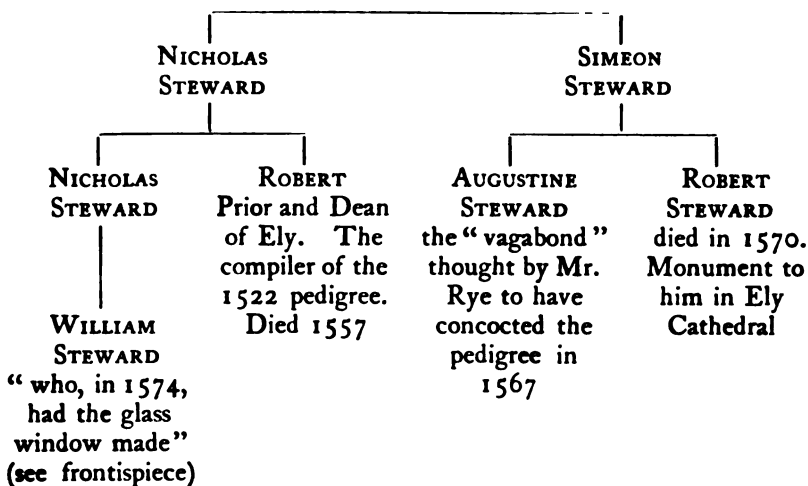 NICHOLAS
STEWARD
SIMEON
STEWARD
NICHOLAS
STEWARD
ROBERT
Prior and Dean
of Ely. The
compiler of the
1522 pedigree.
Died 1557
AUGUSTINE
STEWARD
the “vagabond”
thought by Mr.
Rye to have
concocted the
pedigree in
1567
ROBERT
STEWARD
died in 1570.
Monument to
him in Ely
Cathedral
WILLIAM
STEWARD
“who, in 1574,
had the glass
window made”
(see frontispiece)